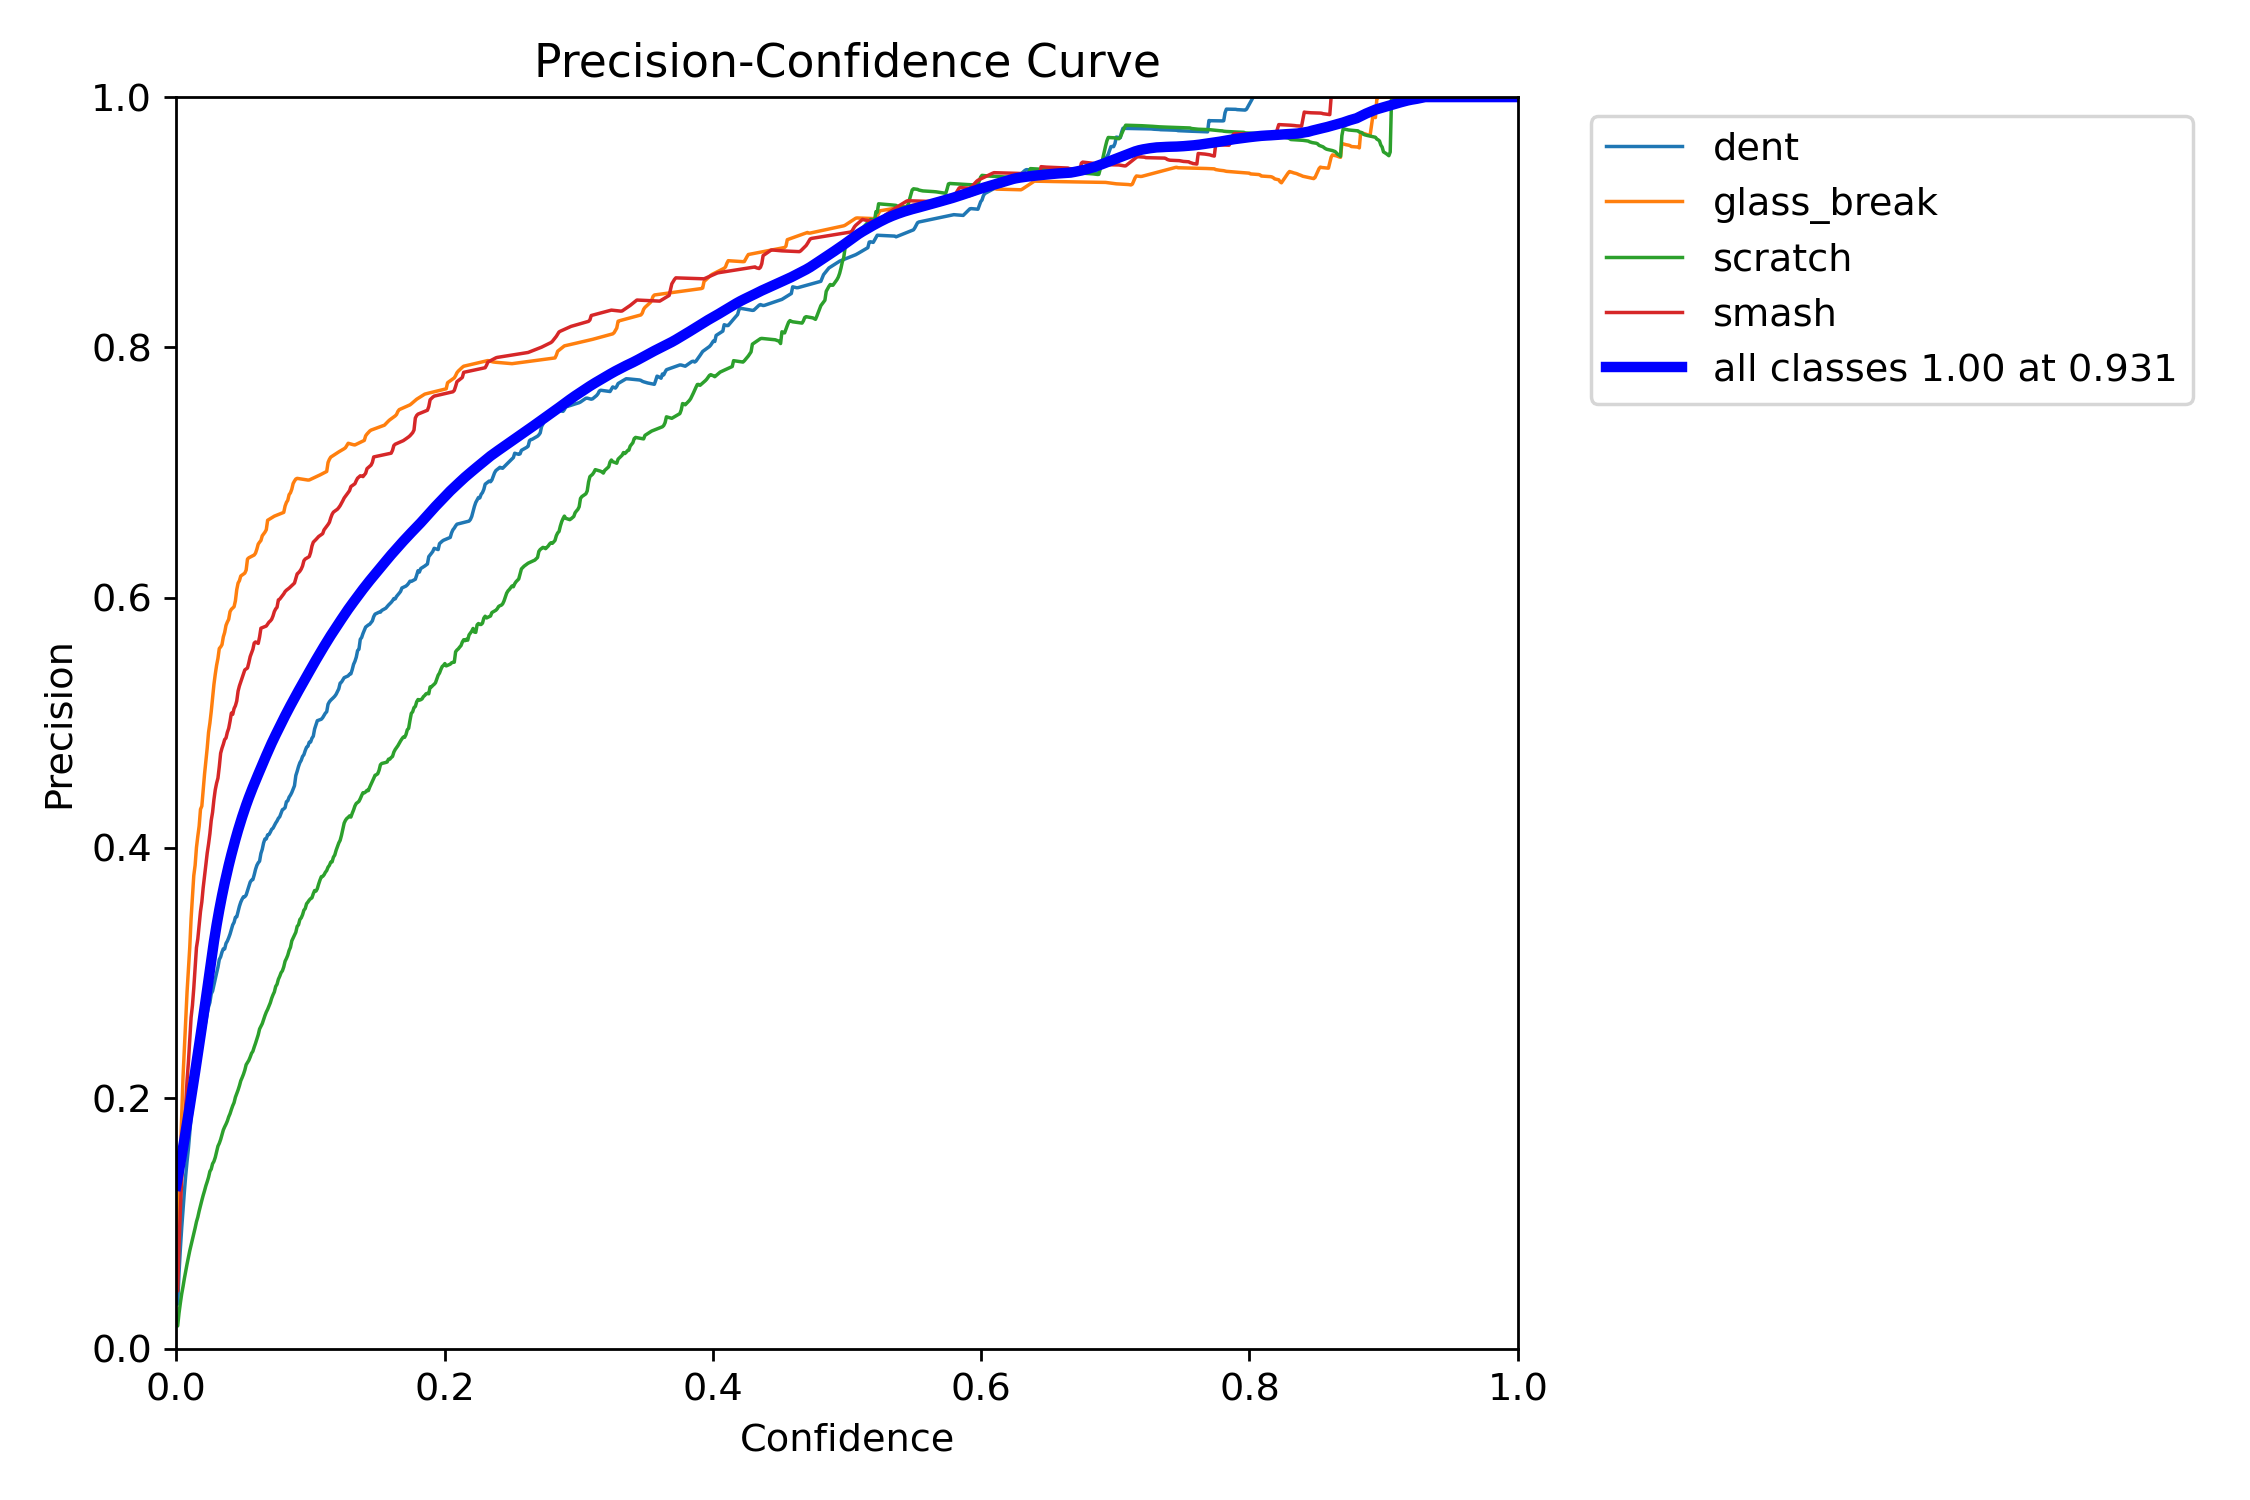 Precision-Confidence Curve
1.0
0.8
0.6
0.4
0.2
0.0
Precision
0.0 0.2 0.4 0.6 0.8 1.0
Confidence
dent
glass_break
scratch
smash
all classes 1.00 at 0.931